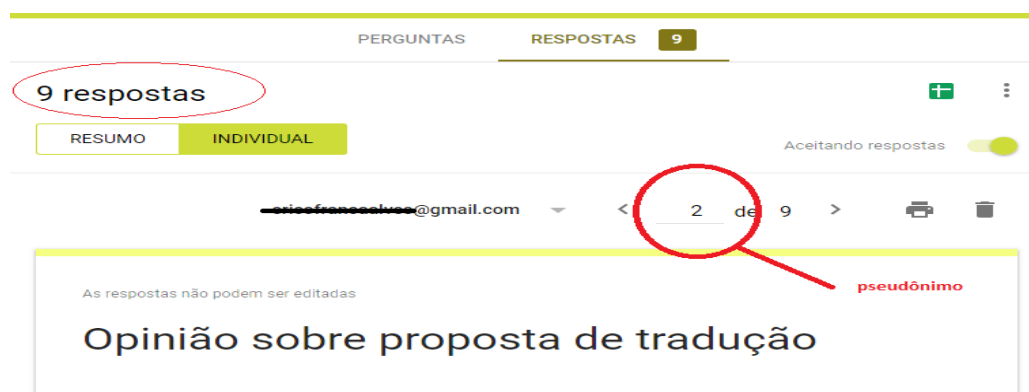 PERGUNTAS RESPOSTAS 9
9 respostas
RESUMO INDIVIDUAL
Aceitando respostas
@gmail.com < 2 de 9 >
pseudônimo
As respostas não podem ser editadas
Opinião sobre proposta de tradução